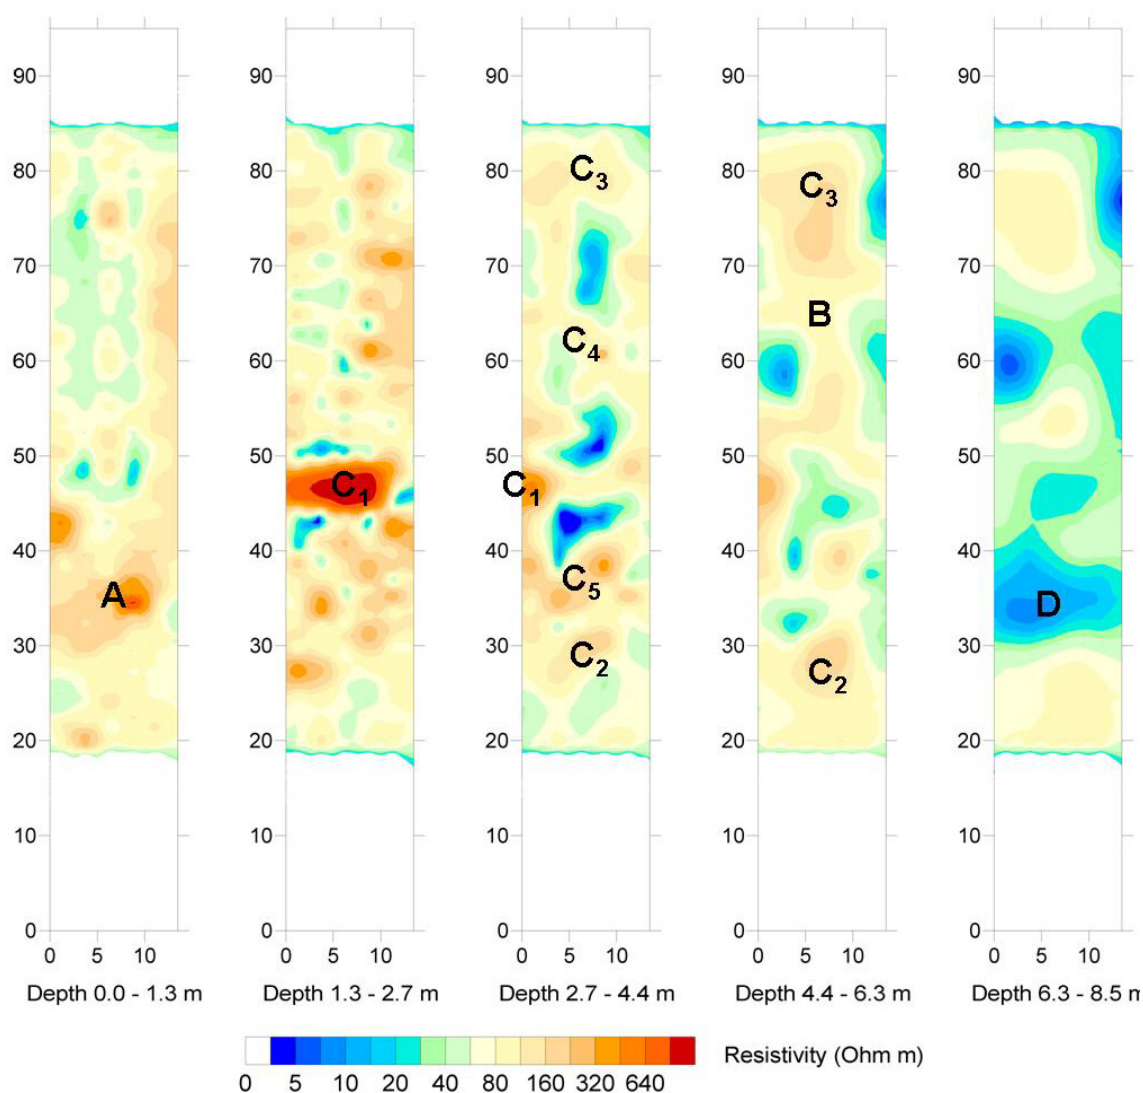 90 90 90 90 90
80 80 80 80 80
C3 C3
70 70 70 70 70
B
C4
60 60 60 60 60
50 50 50 50 50
C1 C1
40 40 40 40 40
A C5 D
30 30 30 30 30
C2 C2
20 20 20 20 20
10 10 10 10 10
0 0 0 0 0
0 5 10 0 5 10 0 5 10 0 5 10 0 5 10
Depth 0.0 - 1.3 m Depth 1.3 - 2.7 m Depth 2.7 - 4.4 m Depth 4.4 - 6.3 m Depth 6.3 - 8.5 m
Resistivity (Ohm m)
0 5 10 20 40 80 160 320 640